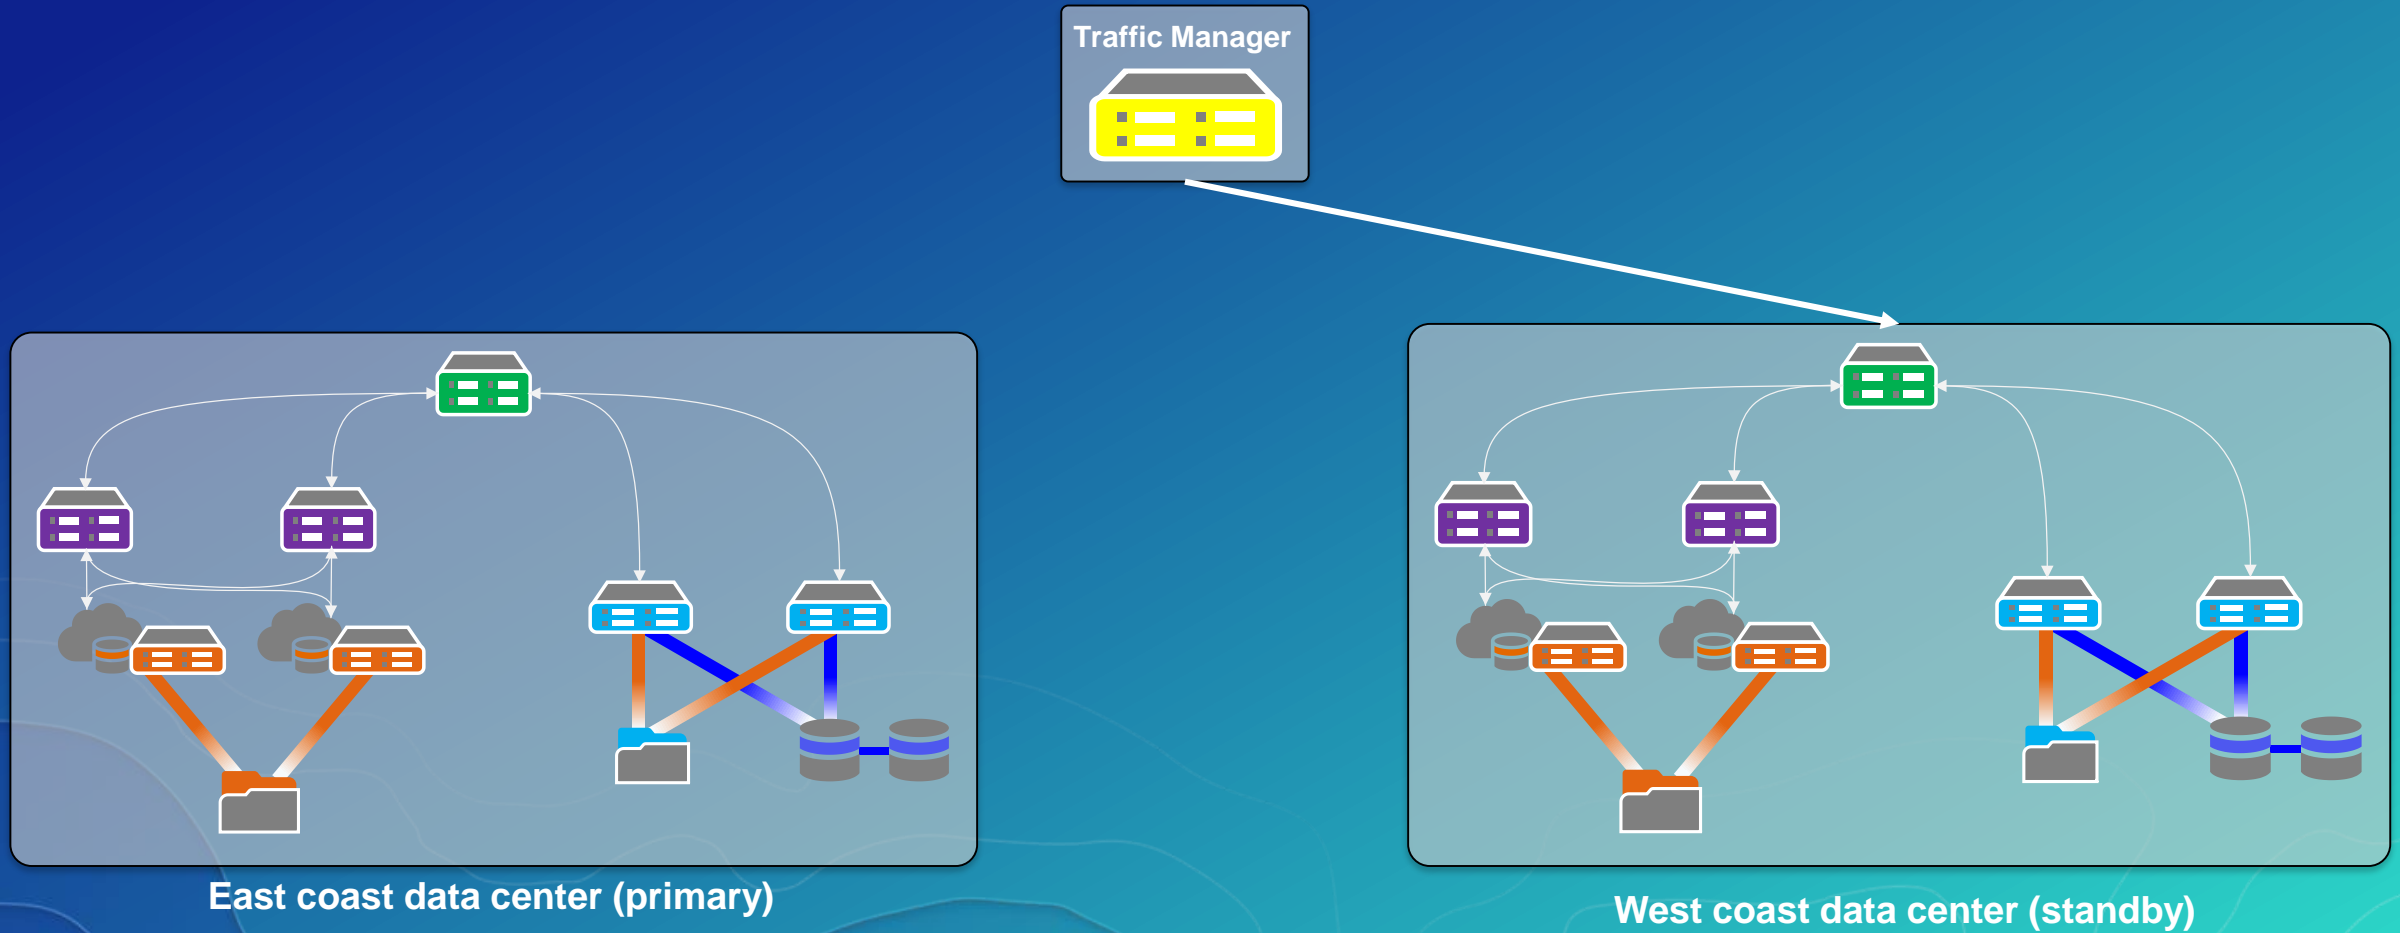 Traffic Manager
East coast data center (primary)
West coast data center (standby)